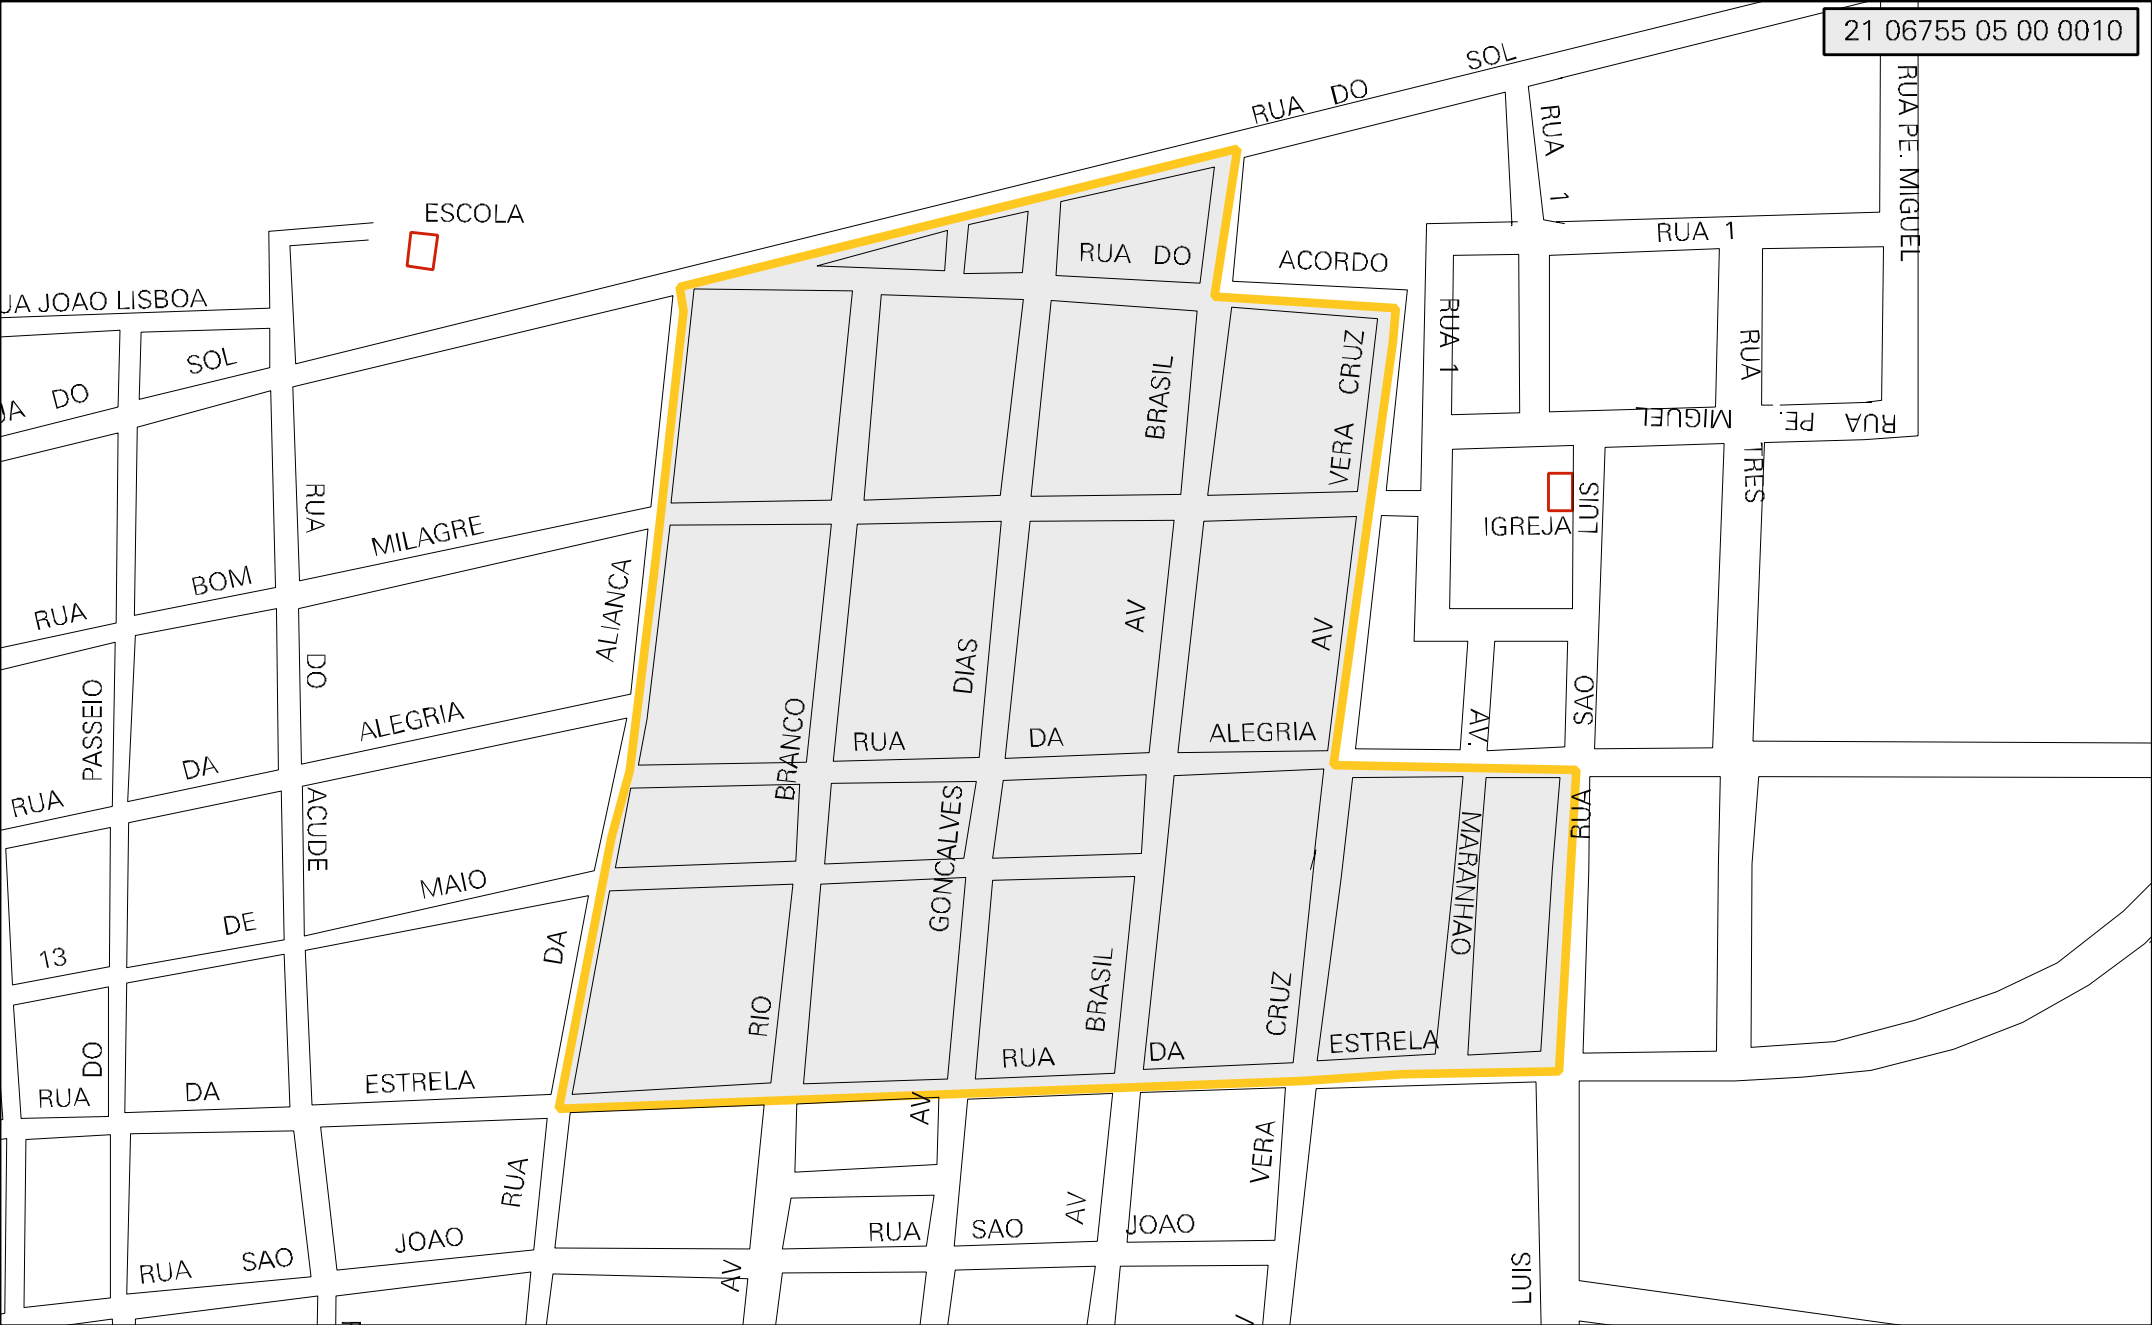 21 06755 05 00 0010
RUA DO SOL
RUA 1
RUA PE. MIGUEL
ESCOLA
RUA 1
RUA DO ACORDO
JOAO LISBOA
DO SOL
RUA 1
RUA TRES
RUA PE. MIGUEL
AV VERA CRUZ
AV BRASIL
RUA BOM MILAGRE
RUA DO ACUDE
IGREJA
RUA SAO LUIS
RUA DA ALIANCA
AV GONCALVES DIAS
AV RIO BRANCO
RUA DO PASSEIO
RUA DA ALEGRIA
RUA DA ALEGRIA
AV. MARANHAO
13 DE MAIO
AV BRASIL
VERA CRUZ
RUA DA ESTRELA
RUA DA ESTRELA
RUA SAO JOAO
RUA SAO JOAO
LUIS